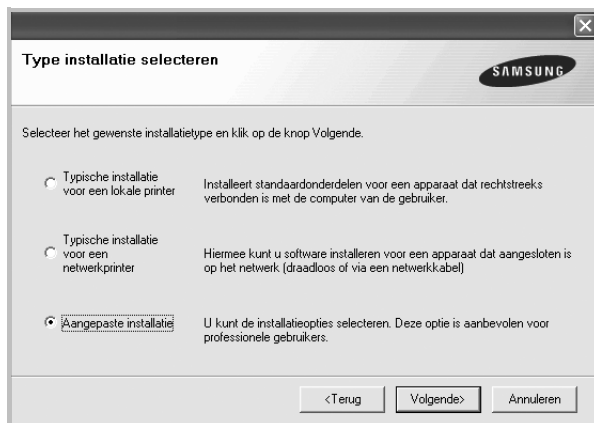 Type installatie selecteren
SAMSUNG
Selecteer het gewenste installatietype en klik op de knop Volgende.
Typische installatie
voor een lokale printer
Installeert standaardonderdelen voor een apparaat dat rechtstreeks
verbonden is met de computer van de gebruiker.
Typische installatie
voor een
netwerkprinter
Hiermee kunt u software installeren voor een apparaat dat aangesloten is
op het netwerk (draadloos of via een netwerkkabel)
Aangepaste installatie
U kunt de installatieopties selecteren. Deze optie is aanbevolen voor
professionele gebruikers.
<Terug
Volgende>
Annuleren